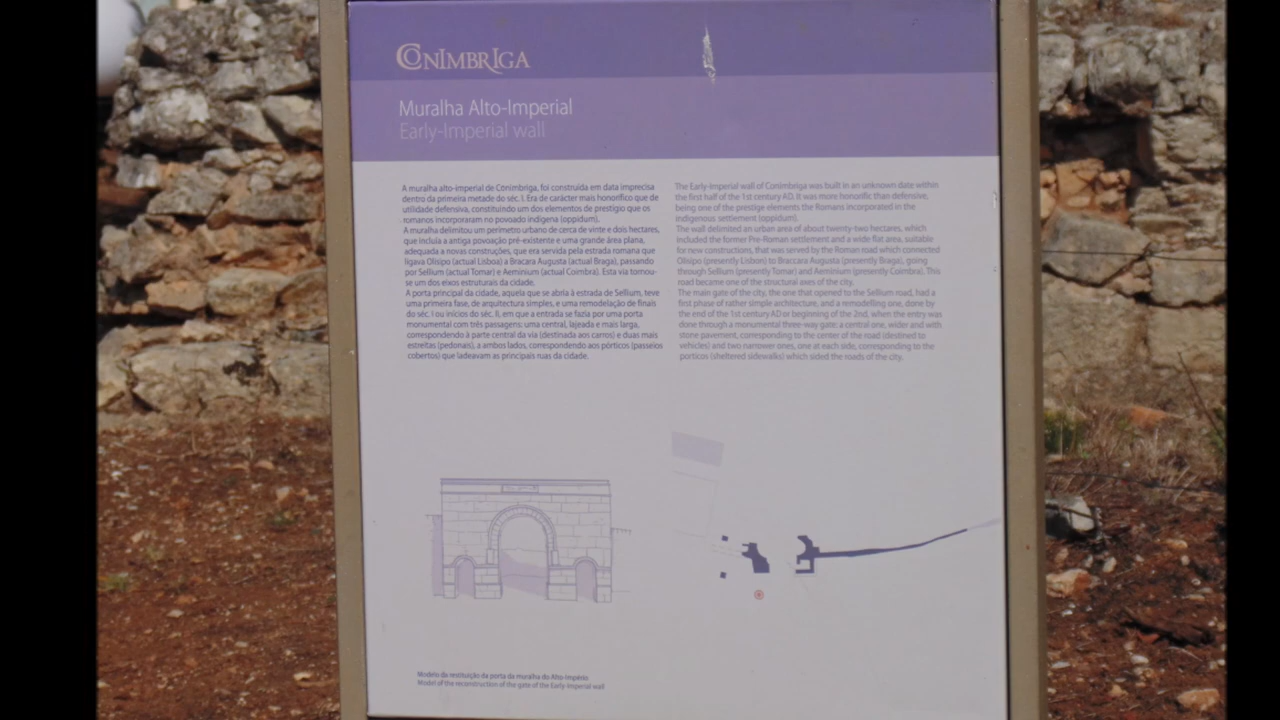 CONIMBRIGA
Muralha Alto-Imperial
Early-Imperial wall
A muralha alto-imperial de Conimbriga, foi construída em data imprecisa
dentro da primeira metade do séc. I. Era de carácter mais honorífico que de
utilidade defensiva, constituindo um dos elementos de prestígio que os
romanos incorporaram no povoado indígena (oppidum).
A muralha delimitou um perímetro urbano de cerca de vinte e dois hectares,
que incluía a antiga povoação pré-existente e uma grande área plana,
adequada a novas construções, que era servida pela estrada romana que
ligava Olisipo (actual Lisboa) a Bracara Augusta (actual Braga), passando
por Sellium (actual Tomar) e Aeminium (actual Coimbra). Esta via tornou-
se um dos eixos estruturais da cidade.
A porta principal da cidade, aquela que se abria à estrada de Sellium, teve
uma primeira fase, de arquitectura simples, e uma remodelação de finais
do séc. I ou inícios do séc. II, em que a entrada se fazia por uma porta
monumental com três passagens: uma central, lajeada e mais larga,
correspondendo à parte central da via (destinada aos carros) e duas mais
estreitas (pedonais), a ambos lados, correspondendo aos pórticos (passeios
cobertos) que ladeavam as principais ruas da cidade.
The Early-Imperial wall of Conimbriga was built in an unknown date within
the first half of the 1st century AD. It was more honorific than defensive,
being one of the prestige elements the Romans incorporated in the
indigenous settlement (oppidum).
The wall delimited an urban area of about twenty-two hectares, which
included the former Pre-Roman settlement and a wide flat area, suitable
for new constructions, that was served by the Roman road which connected
Olisipo (presently Lisbon) to Braccara Augusta (presently Braga), going
through Sellium (presently Tomar) and Aeminium (presently Coimbra). This
road became one of the structural axes of the city.
The main gate of the city, the one that opened to the Sellium road, had a
first phase of rather simple architecture, and a remodelling one, done by
the end of the 1st century AD or beginning of the 2nd, when the entry was
done through a monumental three-way gate: a central one, wider and with
stone pavement, corresponding to the center of the road (destined to
vehicles) and two narrower ones, one at each side, corresponding to the
porticos (sheltered sidewalks) which sided the roads of the city.
Modelo da restituição da porta da muralha do Alto-Império
Model of the reconstruction of the gate of the Early-Imperial wall